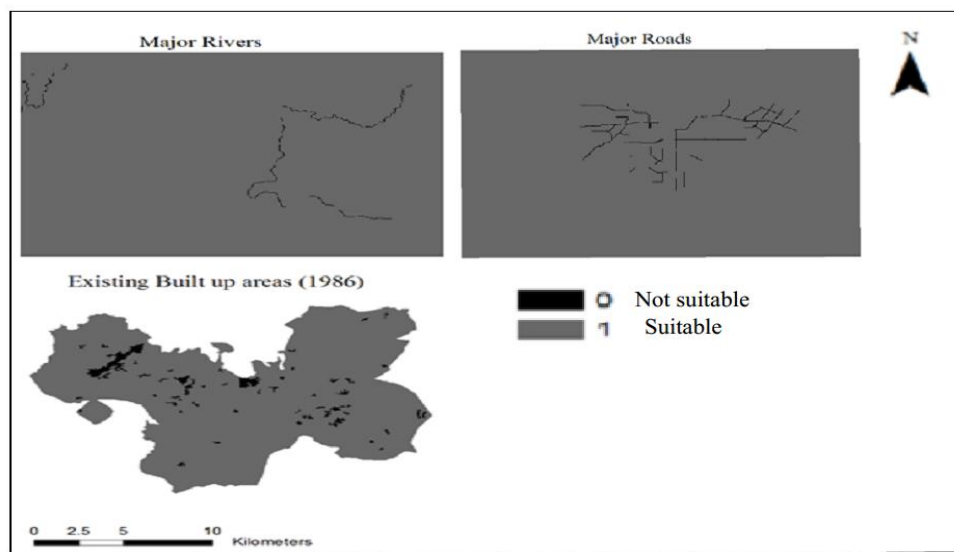 Major Rivers
Major Roads
N
Existing Built up areas (1986)
0 Not suitable
1 Suitable
0 2.5 5 10
Kilometers